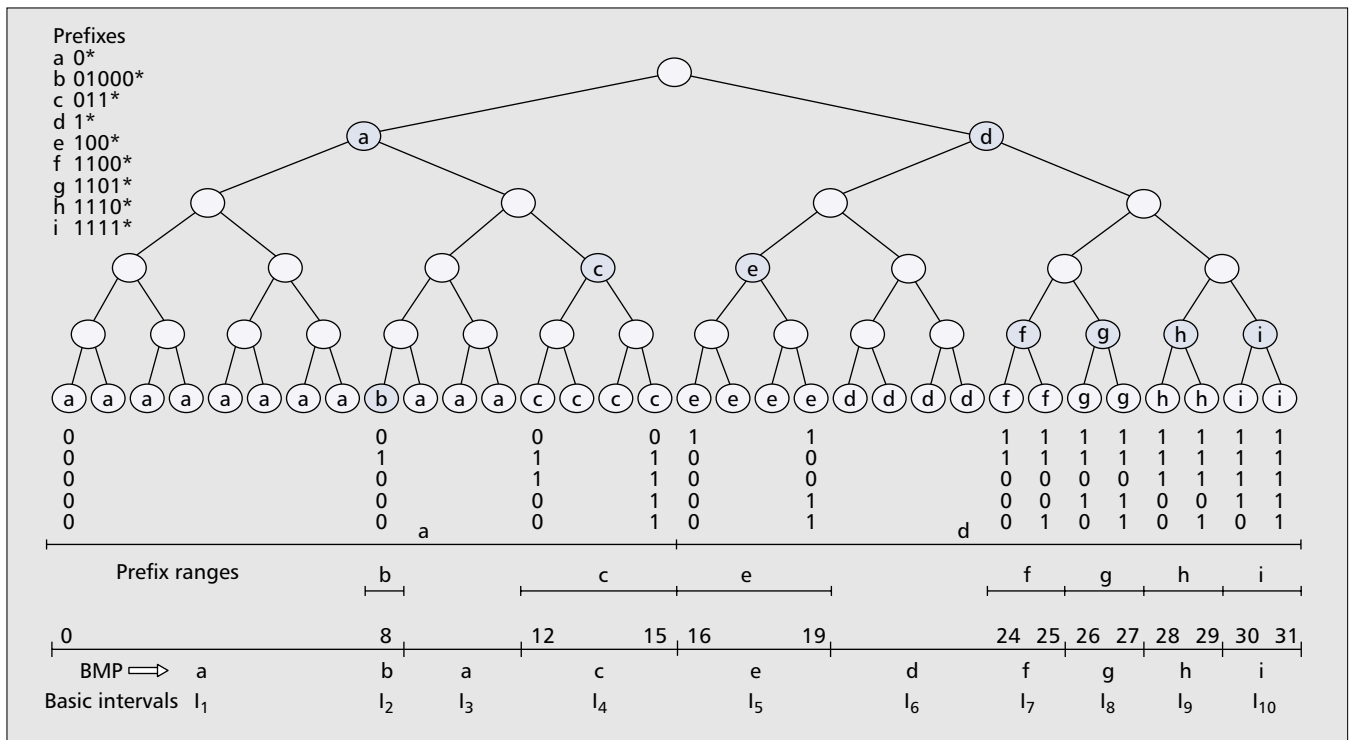 Prefixes
a 0*
b 01000*
c 011*
d 1*
e 100*
f 1100*
g 1101*
h 1110*
i 1111*
a d
c e
f g h i
a a a a a a a a b a a a c c c c e e e e d d d d f f g g h h i i
0 0 0 0 1 1 1 1 1 1 1 1 1 1
0 1 1 1 0 0 1 1 1 1 1 1 1 1
0 0 1 1 0 0 0 0 0 0 1 1 1 1
0 0 0 1 0 1 0 0 1 1 0 0 1 1
0 0 0 1 0 1 0 1 0 1 0 1 0 1
a d
Prefix ranges b c e f g h i
0 8 12 15 16 19 24 25 26 27 28 29 30 31
BMP a b a c e d f g h i
Basic intervals I1 I2 I3 I4 I5 I6 I7 I8 I9 I10